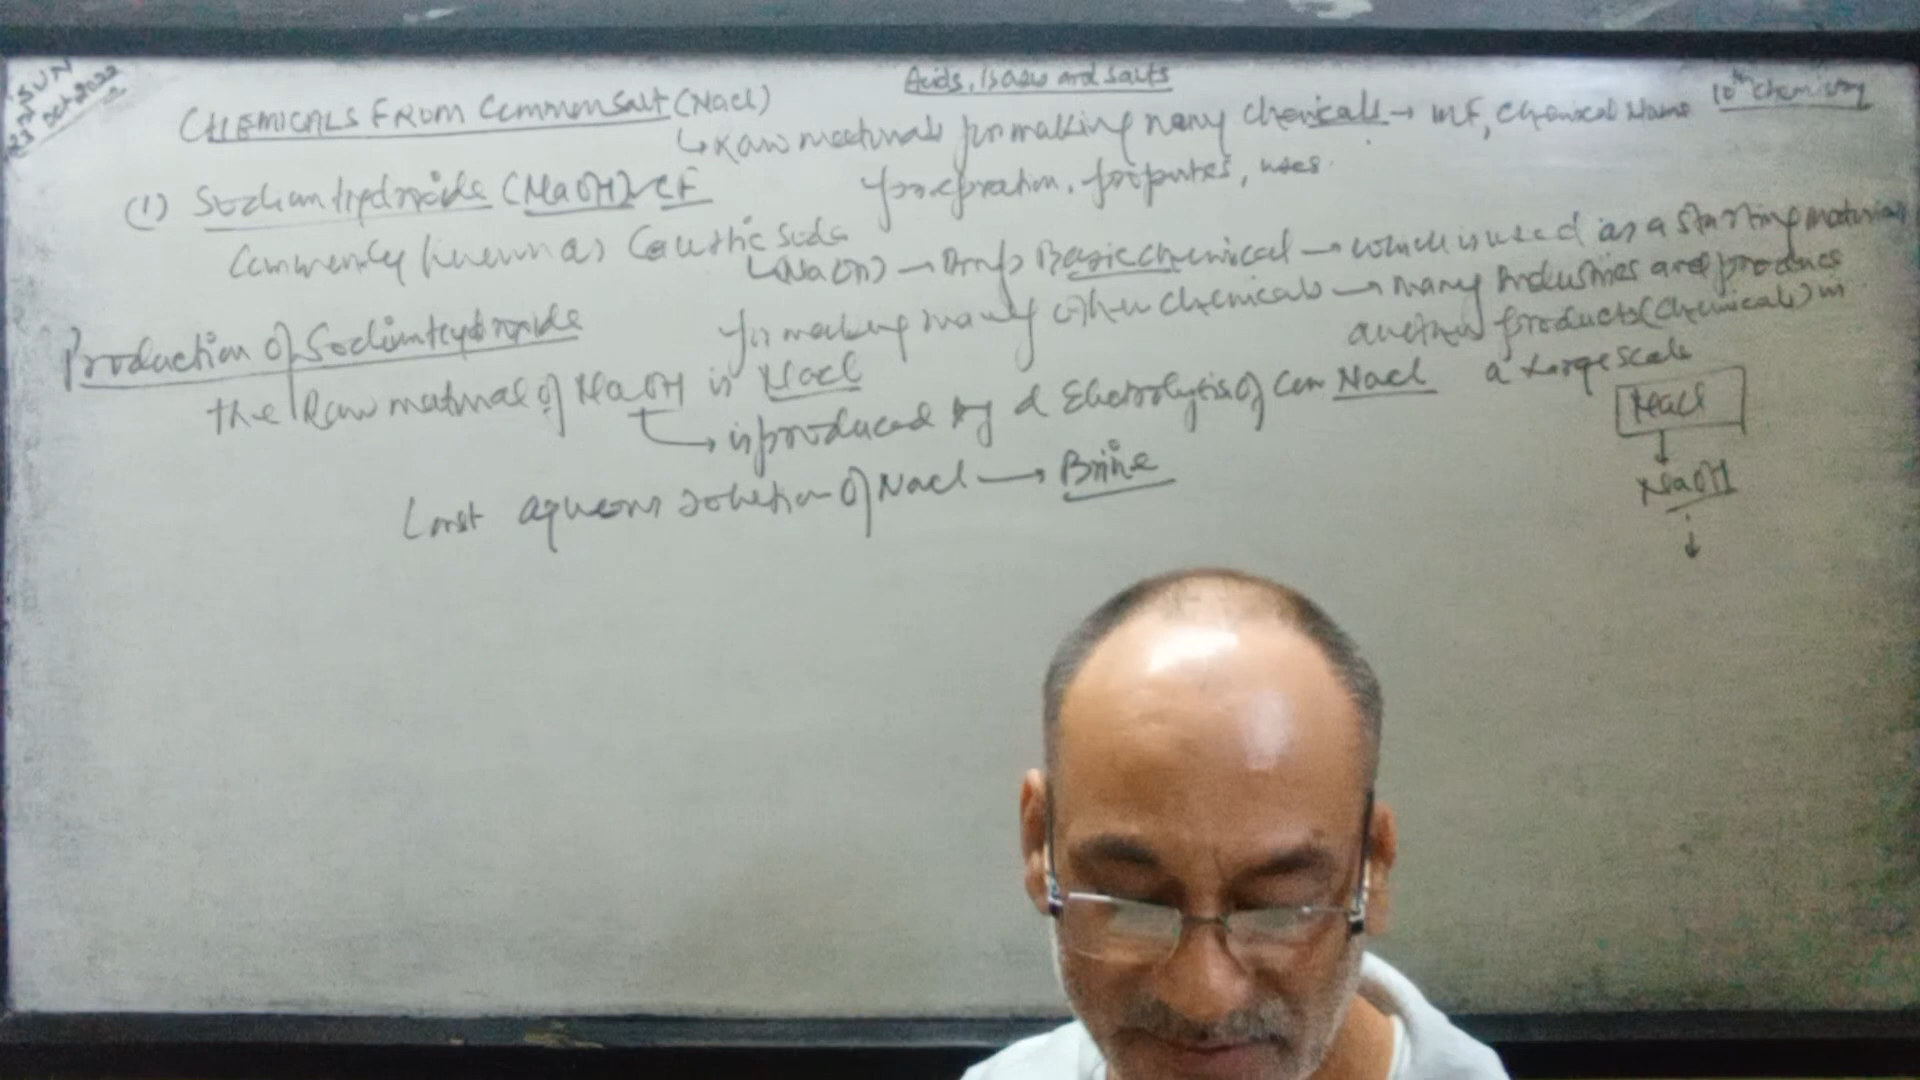 SUN
23rd Oct 2022
Acids, Bases and Salts
10th Chemistry
CHEMICALS FROM Common Salt (NaCl)
↳ Raw materials for making many chemicals → MF, Chemical Name
preparation, properties, uses.
(1) Sodium hydroxide (NaOH) CF
Commonly known as Caustic Soda
↳ (NaOH) → Imp Basic chemical → which is used as a starting material
for making many other chemicals → many Industries and produces
another products (chemicals) in
a large scale
Production of Sodium hydroxide
The Raw material of NaOH is NaCl
↳ is produced by Electrolysis of NaCl
aqueous solution of NaCl → Brine
NaCl
↓
NaOH
↓